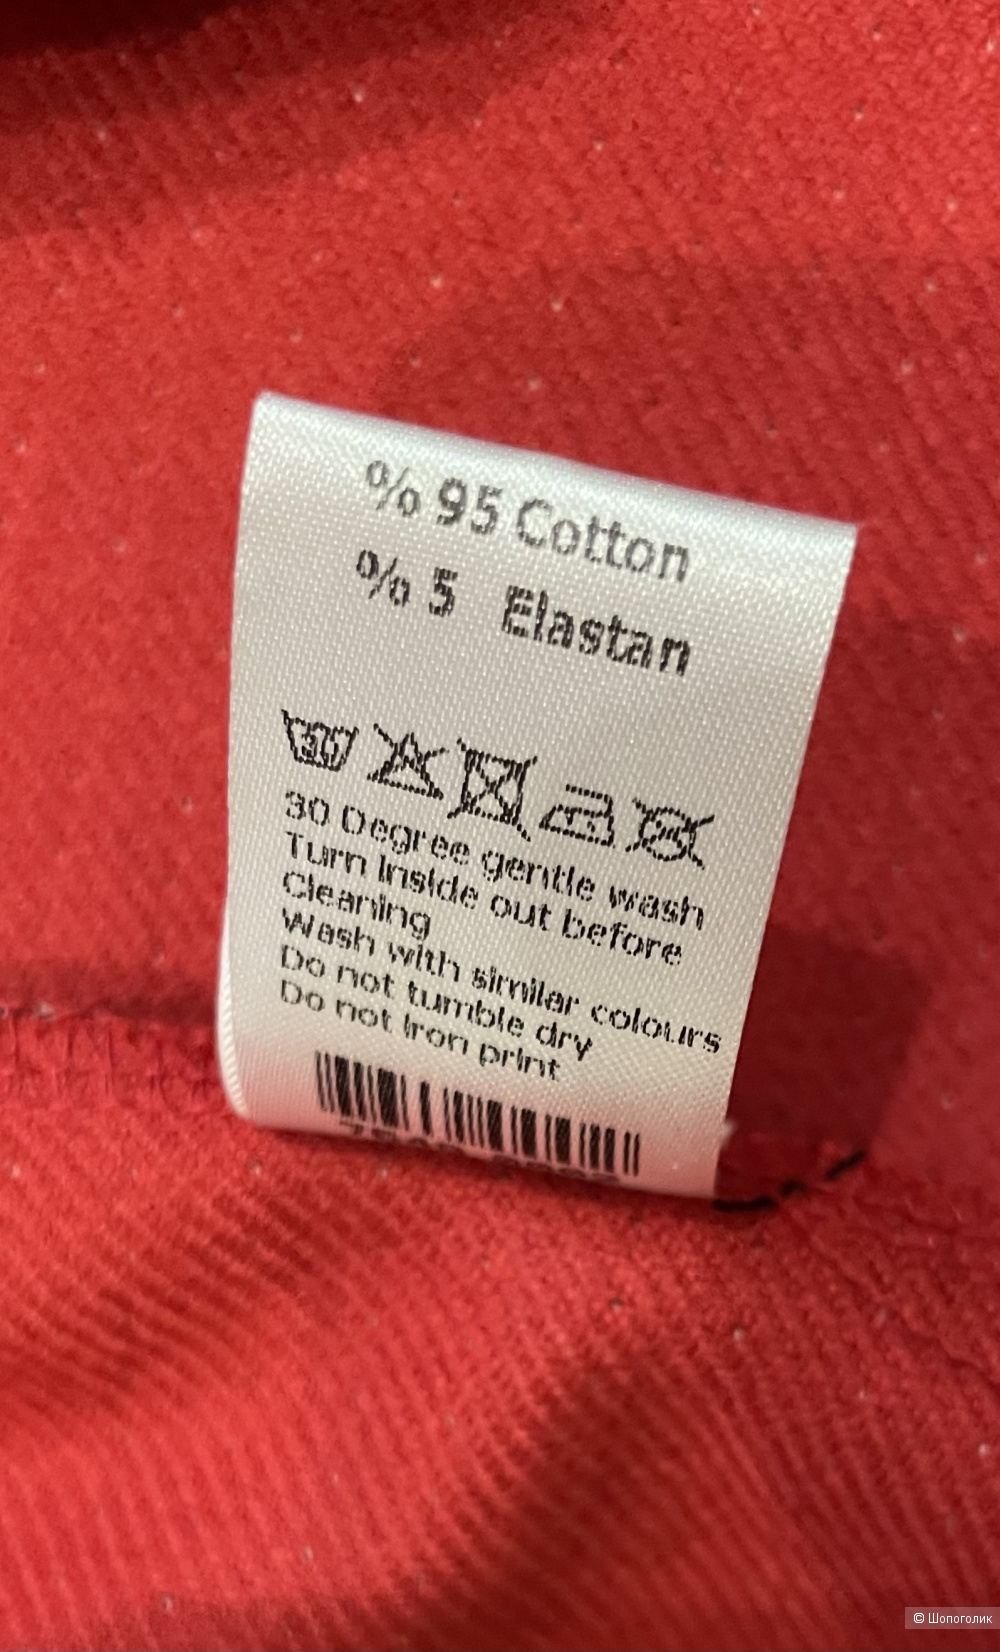 % 95 Cotton
% 5 Elastan
30
30 Degree gentle wash
Turn Inside out before
Cleaning
Wash with similar colours
Do not tumble dry
Do not Iron print
© Шопоголик